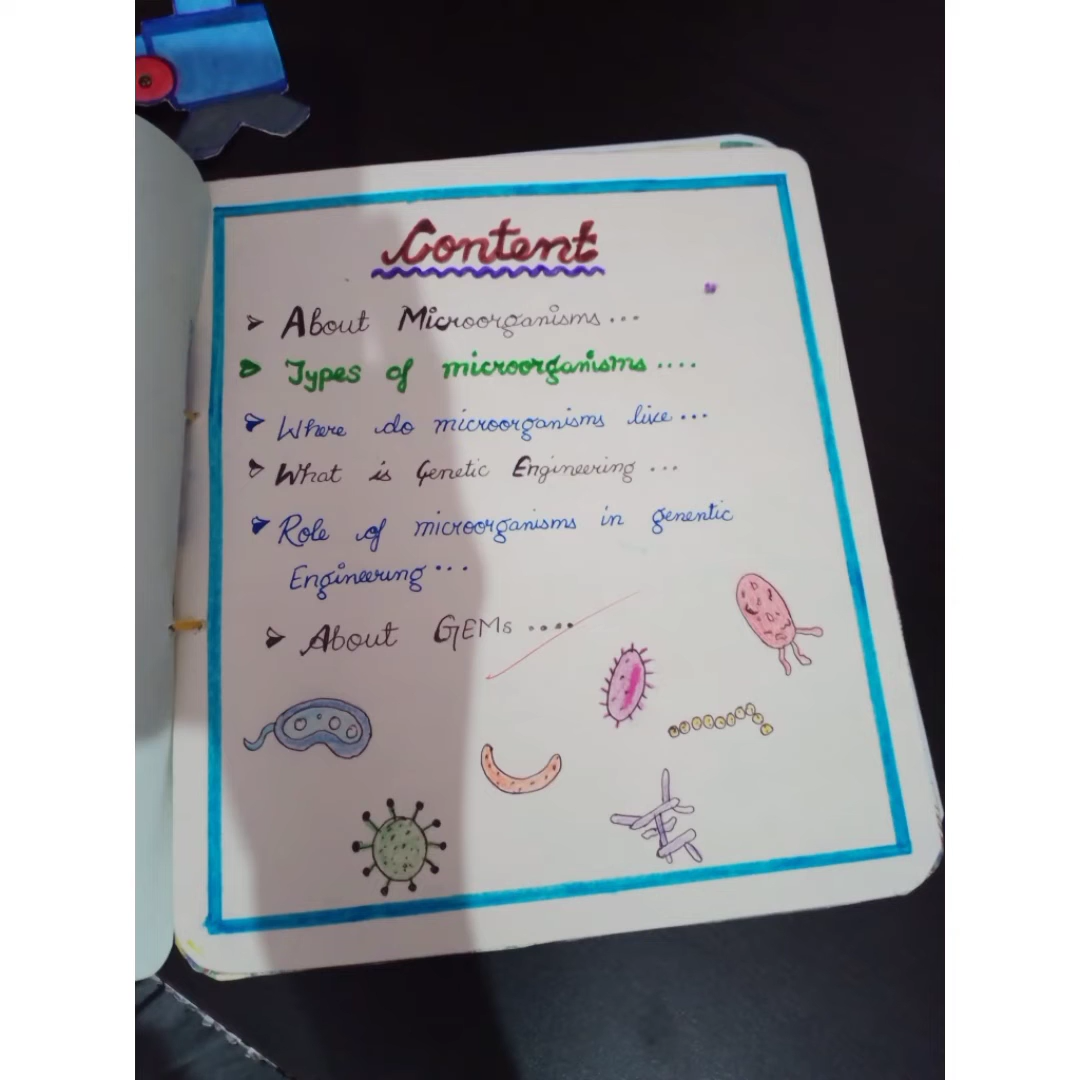 Content
About Microorganisms...
Types of microorganisms....
Where do microorganisms live...
What is Genetic Engineering ...
Role of microorganisms in genentic
Engineering...
About GEMs ....